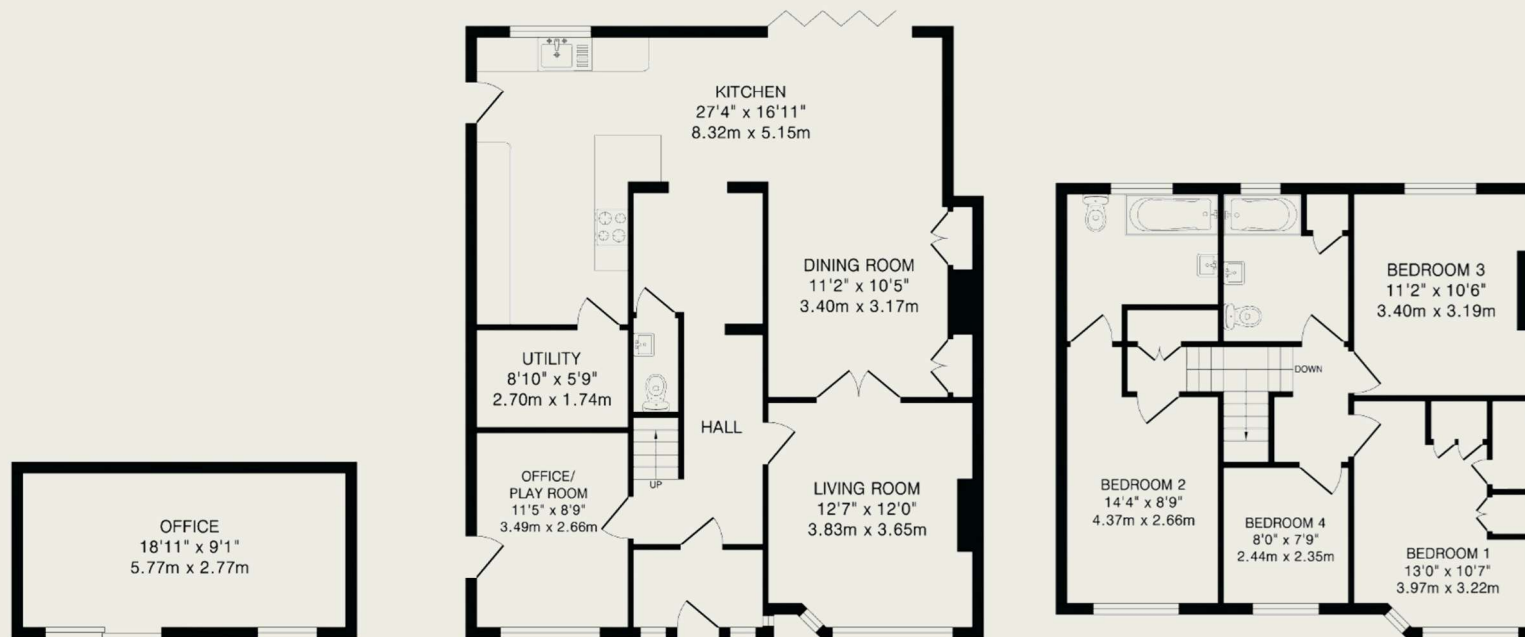 OFFICE
18'11" x 9'1"
5.77m x 2.77m
KITCHEN
27'4" x 16'11"
8.32m x 5.15m
DINING ROOM
11'2" x 10'5"
3.40m x 3.17m
UTILITY
8'10" x 5'9"
2.70m x 1.74m
HALL
UP
OFFICE/
PLAY ROOM
11'5" x 8'9"
3.49m x 2.66m
LIVING ROOM
12'7" x 12'0"
3.83m x 3.65m
BEDROOM 3
11'2" x 10'6"
3.40m x 3.19m
DOWN
BEDROOM 2
14'4" x 8'9"
4.37m x 2.66m
BEDROOM 4
8'0" x 7'9"
2.44m x 2.35m
BEDROOM 1
13'0" x 10'7"
3.97m x 3.22m